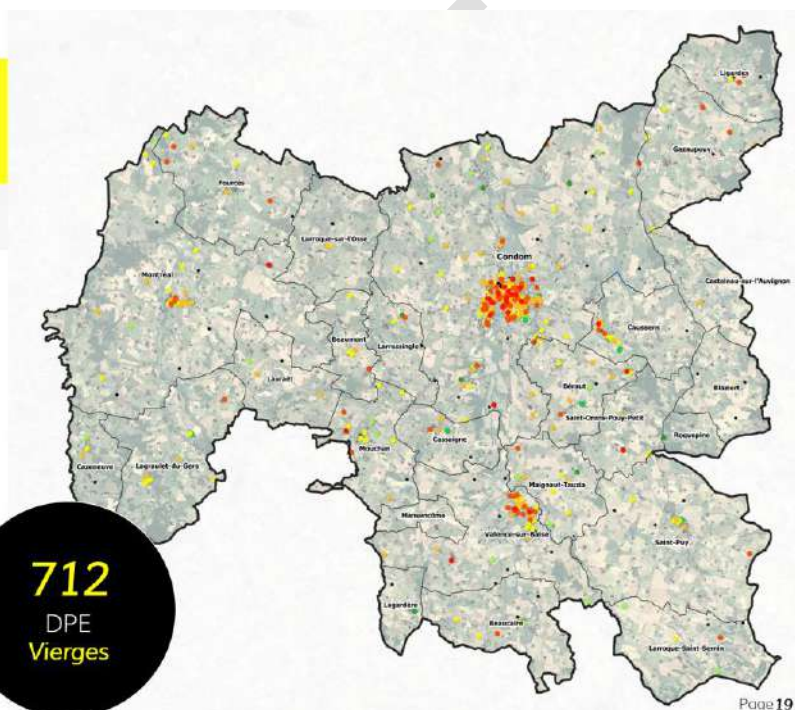 Ligardes
Gazaupouy
Fourcès
Larroque-sur-l'Osse
Condom
Montréal
Castelnau-sur-l'Auvignon
Caussens
Beaumont
Larressingle
Lauraët
Béraut
Blaziert
Saint-Orens-Pouy-Petit
Roquepine
Cassaigne
Mouchan
Cazeneuve
Lagraulet-du-Gers
Maignaut-Tauzia
Mansencôme
Valence-sur-Baïse
Saint-Puy
Lagardère
Beaucaire
Larroque-Saint-Sernin
712
DPE
Vierges
Page 19